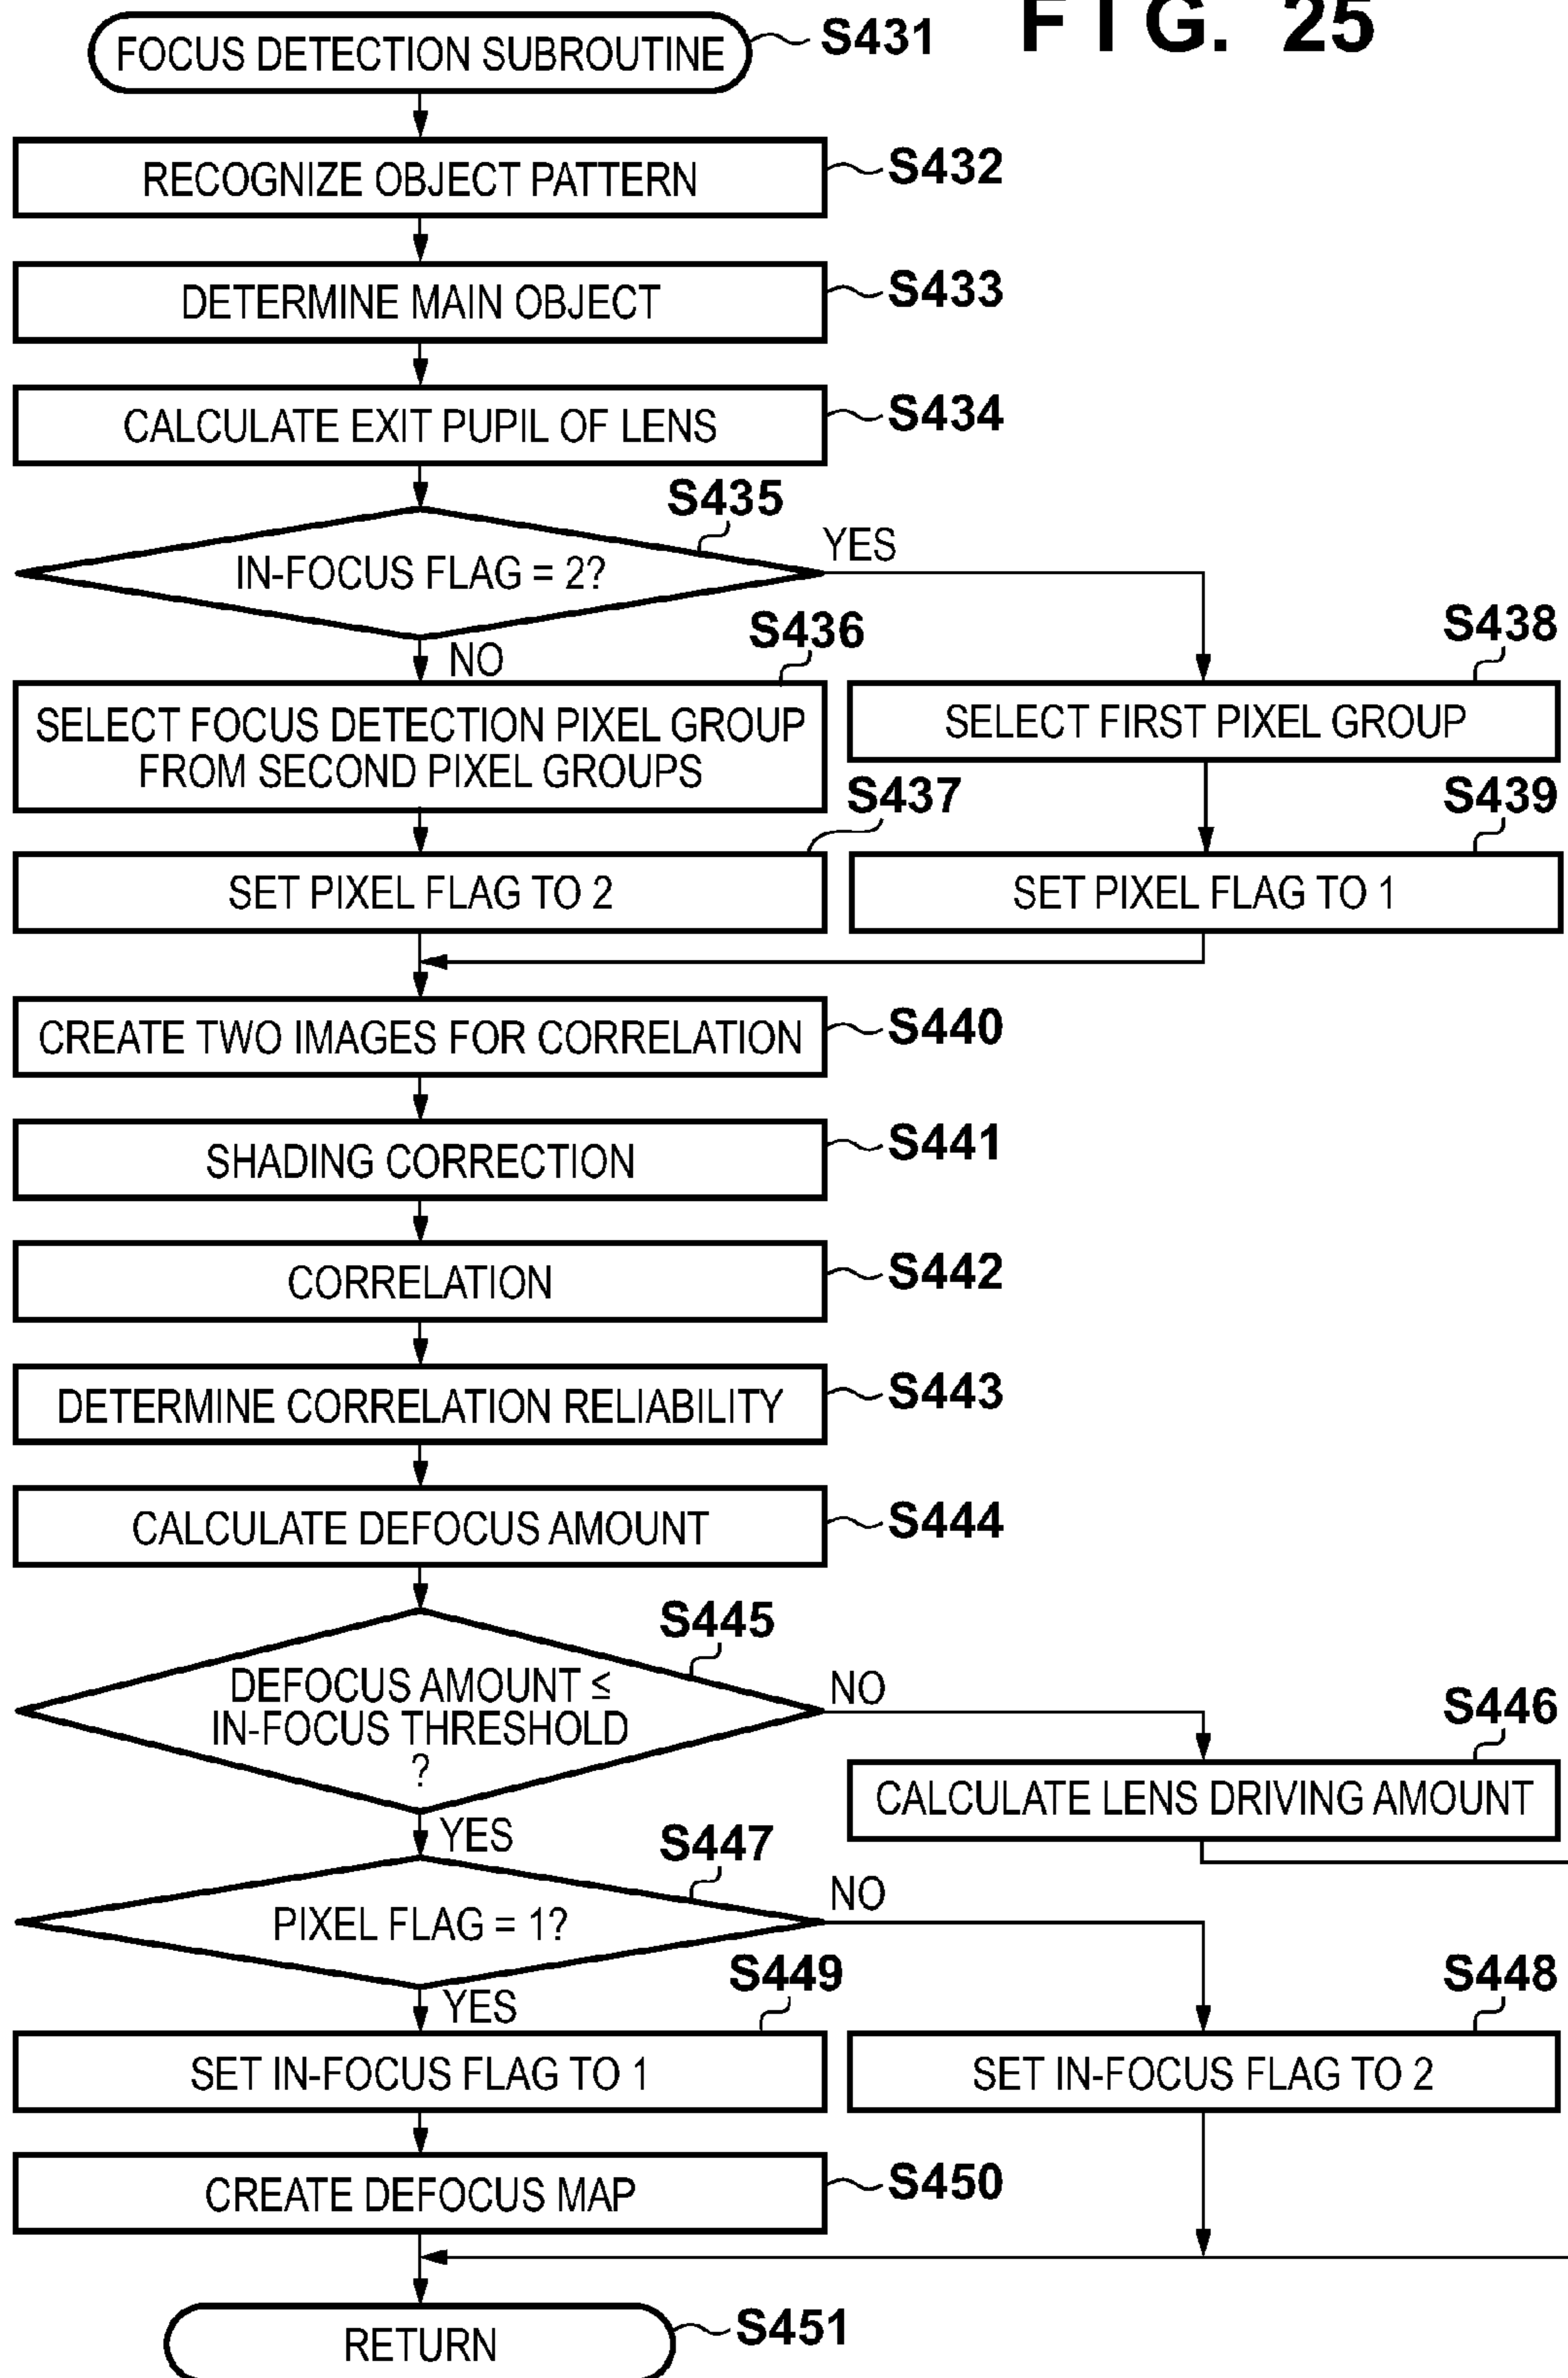 FIG. 25
FOCUS DETECTION SUBROUTINE
S431
RECOGNIZE OBJECT PATTERN
S432
DETERMINE MAIN OBJECT
S433
CALCULATE EXIT PUPIL OF LENS
S434
S435
IN-FOCUS FLAG = 2?
YES
NO
S436
SELECT FOCUS DETECTION PIXEL GROUP
FROM SECOND PIXEL GROUPS
S438
SELECT FIRST PIXEL GROUP
S437
SET PIXEL FLAG TO 2
S439
SET PIXEL FLAG TO 1
CREATE TWO IMAGES FOR CORRELATION
S440
SHADING CORRECTION
S441
CORRELATION
S442
DETERMINE CORRELATION RELIABILITY
S443
CALCULATE DEFOCUS AMOUNT
S444
S445
DEFOCUS AMOUNT ≤
IN-FOCUS THRESHOLD
?
NO
S446
CALCULATE LENS DRIVING AMOUNT
YES
S447
PIXEL FLAG = 1?
NO
YES
S449
SET IN-FOCUS FLAG TO 1
S448
SET IN-FOCUS FLAG TO 2
CREATE DEFOCUS MAP
S450
RETURN
S451